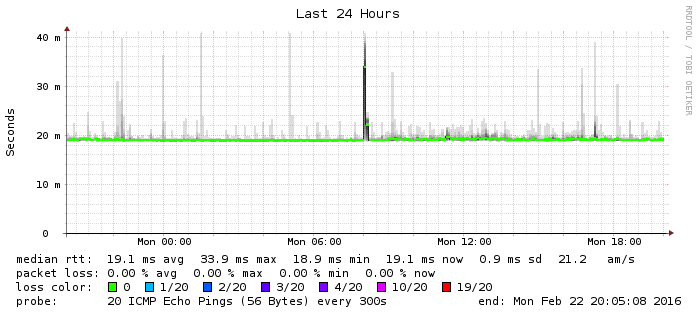 Last 24 Hours
RRDTOOL / TOBI OETIKER
Seconds
40 m
30 m
20 m
10 m
0
Mon 00:00 Mon 06:00 Mon 12:00 Mon 18:00
median rtt: 19.1 ms avg 33.9 ms max 18.9 ms min 19.1 ms now 0.9 ms sd 21.2 am/s
packet loss: 0.00 % avg 0.00 % max 0.00 % min 0.00 % now
loss color: 0 1/20 2/20 3/20 4/20 10/20 19/20
probe: 20 ICMP Echo Pings (56 Bytes) every 300s end: Mon Feb 22 20:05:08 2016